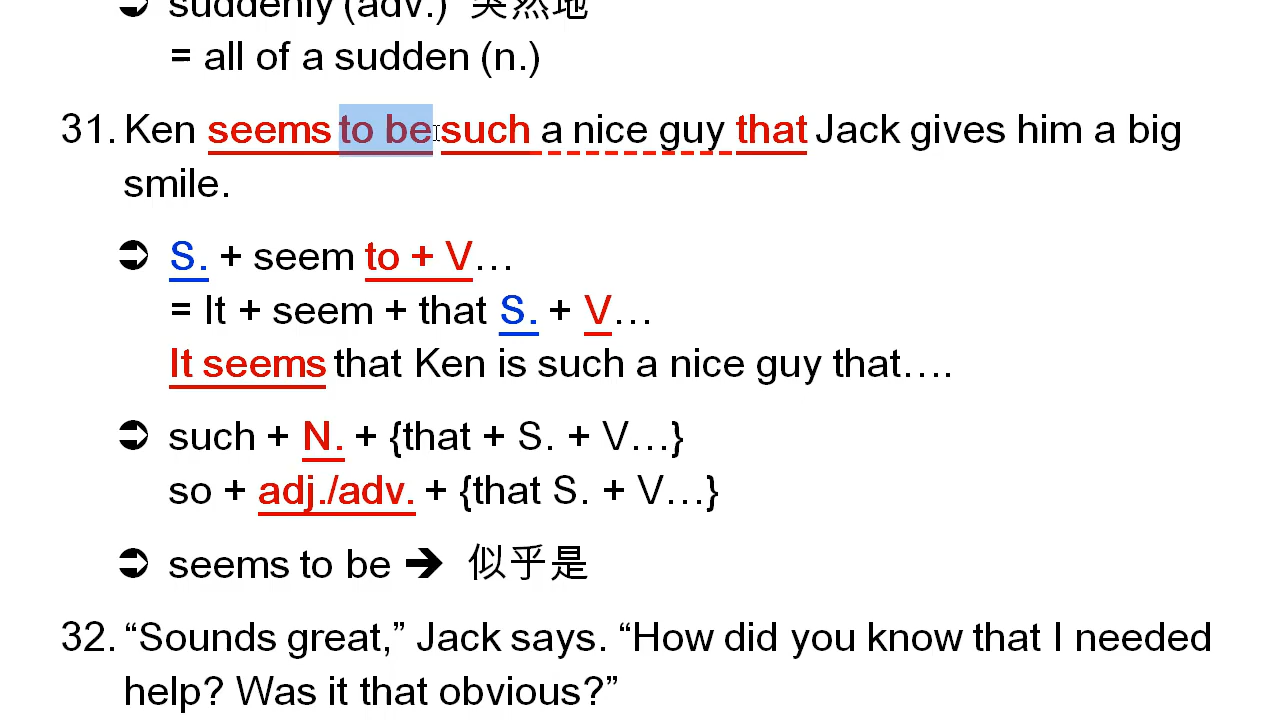 suddenly (adv.) 突然地
= all of a sudden (n.)
31. Ken seems to be such a nice guy that Jack gives him a big
smile.
➲ S. + seem to + V…
= It + seem + that S. + V…
It seems that Ken is such a nice guy that….
➲ such + N. + {that + S. + V…}
so + adj./adv. + {that S. + V…}
➲ seems to be ➔ 似乎是
32. “Sounds great,” Jack says. “How did you know that I needed
help? Was it that obvious?”